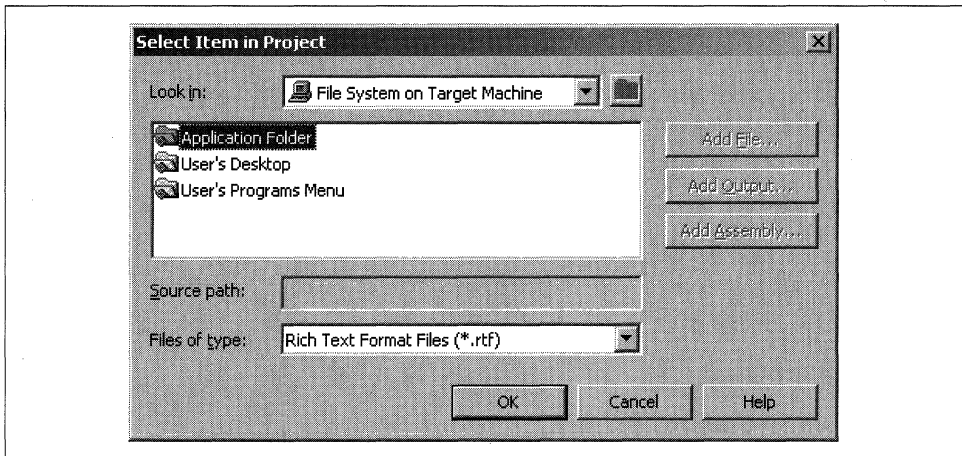 Select Item in Project
Look in:
File System on Target Machine
Application Folder
User's Desktop
User's Programs Menu
Add File...
Add Output...
Add Assembly...
Source path:
Files of type:
Rich Text Format Files (*.rtf)
OK
Cancel
Help